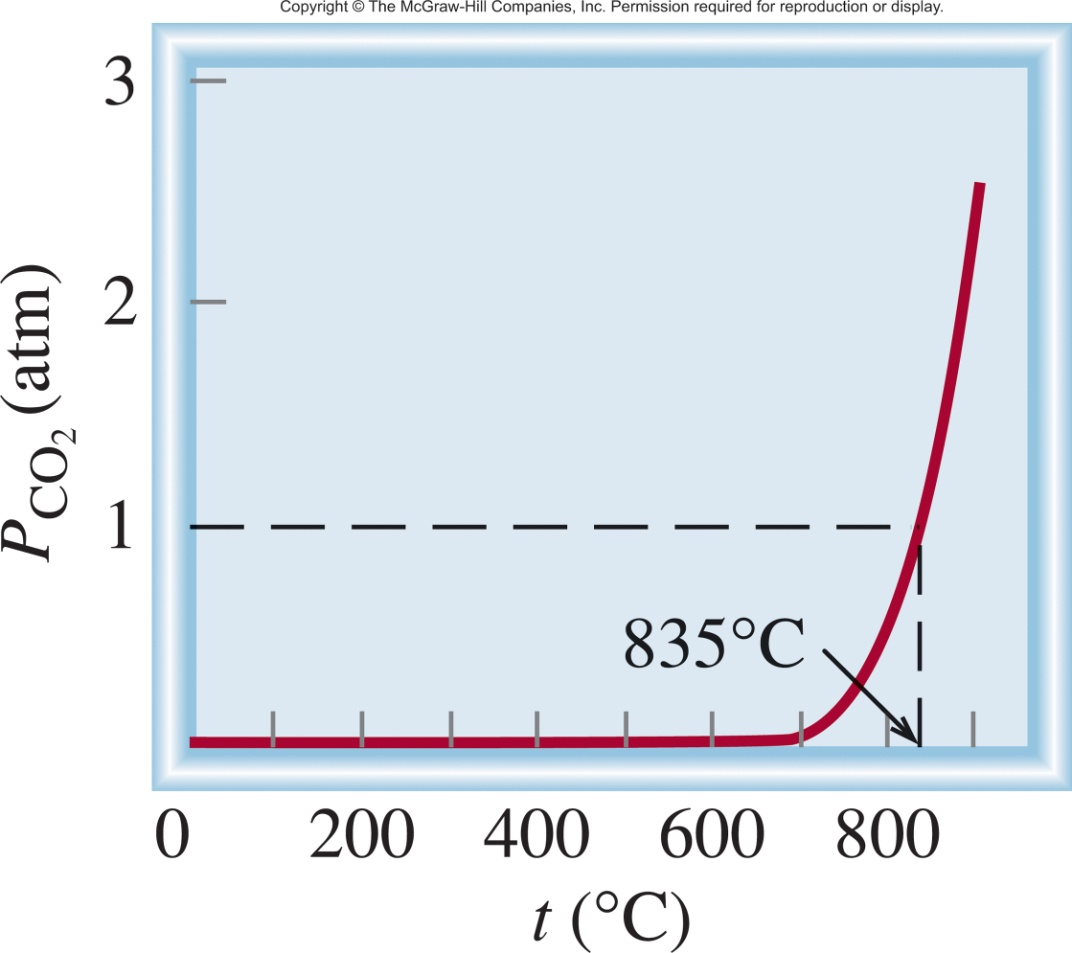 Copyright © The McGraw-Hill Companies, Inc. Permission required for reproduction or display.
3
2
1
P_CO₂ (atm)
835°C
0 200 400 600 800
t (°C)